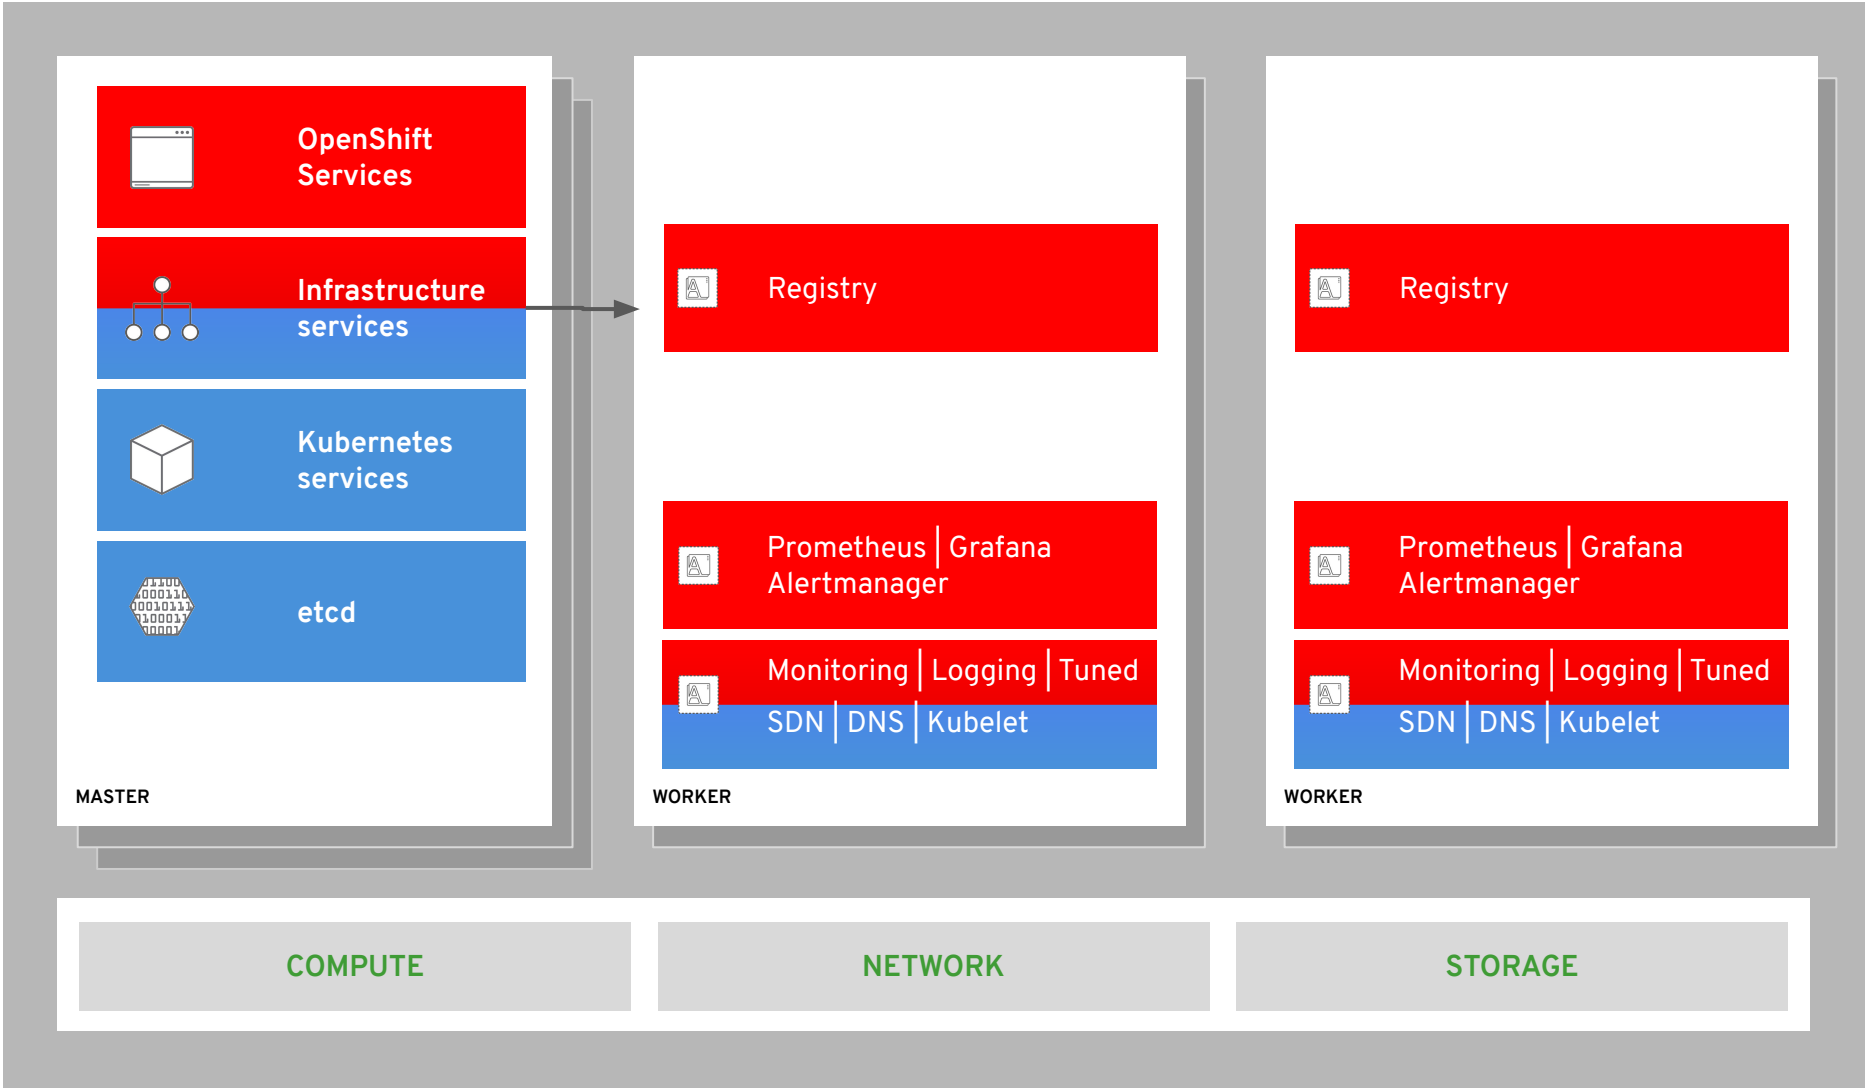 OpenShift
Services
Infrastructure
services
Kubernetes
services
etcd
MASTER
Registry
Prometheus | Grafana
Alertmanager
Monitoring | Logging | Tuned
SDN | DNS | Kubelet
WORKER
Registry
Prometheus | Grafana
Alertmanager
Monitoring | Logging | Tuned
SDN | DNS | Kubelet
WORKER
COMPUTE
NETWORK
STORAGE